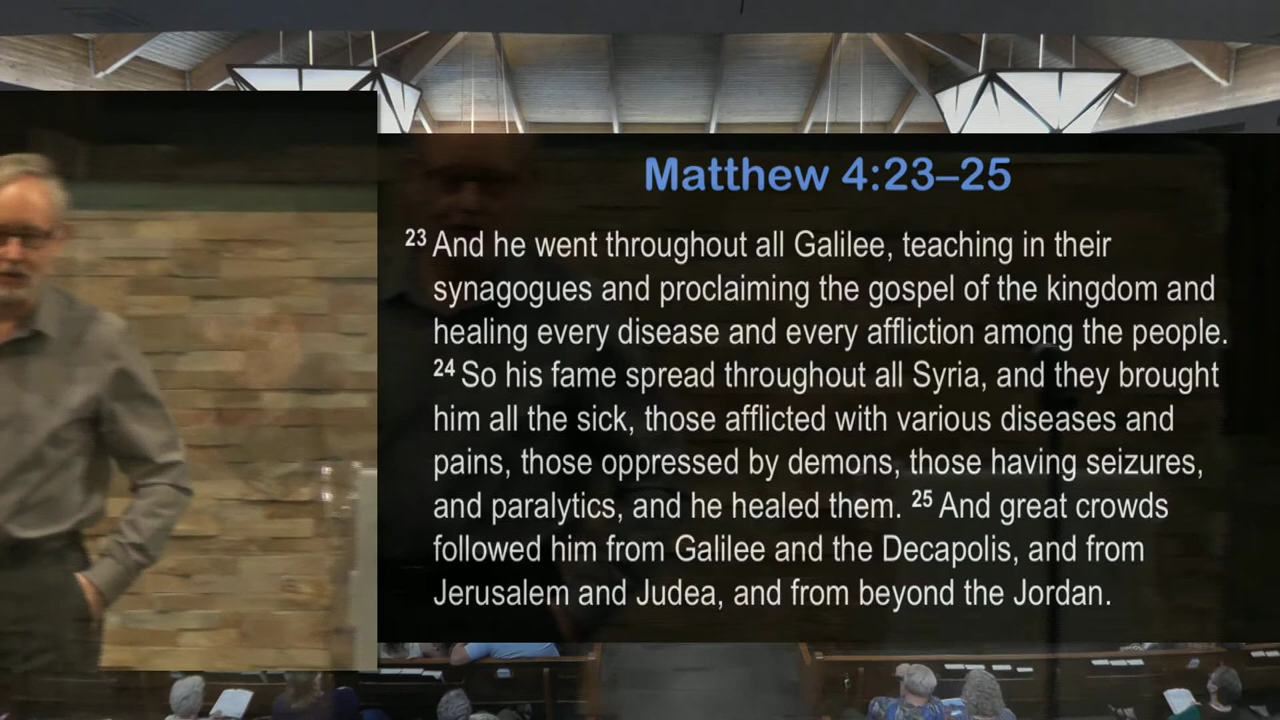 Matthew 4:23–25
23 And he went throughout all Galilee, teaching in their
synagogues and proclaiming the gospel of the kingdom and
healing every disease and every affliction among the people.
24 So his fame spread throughout all Syria, and they brought
him all the sick, those afflicted with various diseases and
pains, those oppressed by demons, those having seizures,
and paralytics, and he healed them. 25 And great crowds
followed him from Galilee and the Decapolis, and from
Jerusalem and Judea, and from beyond the Jordan.